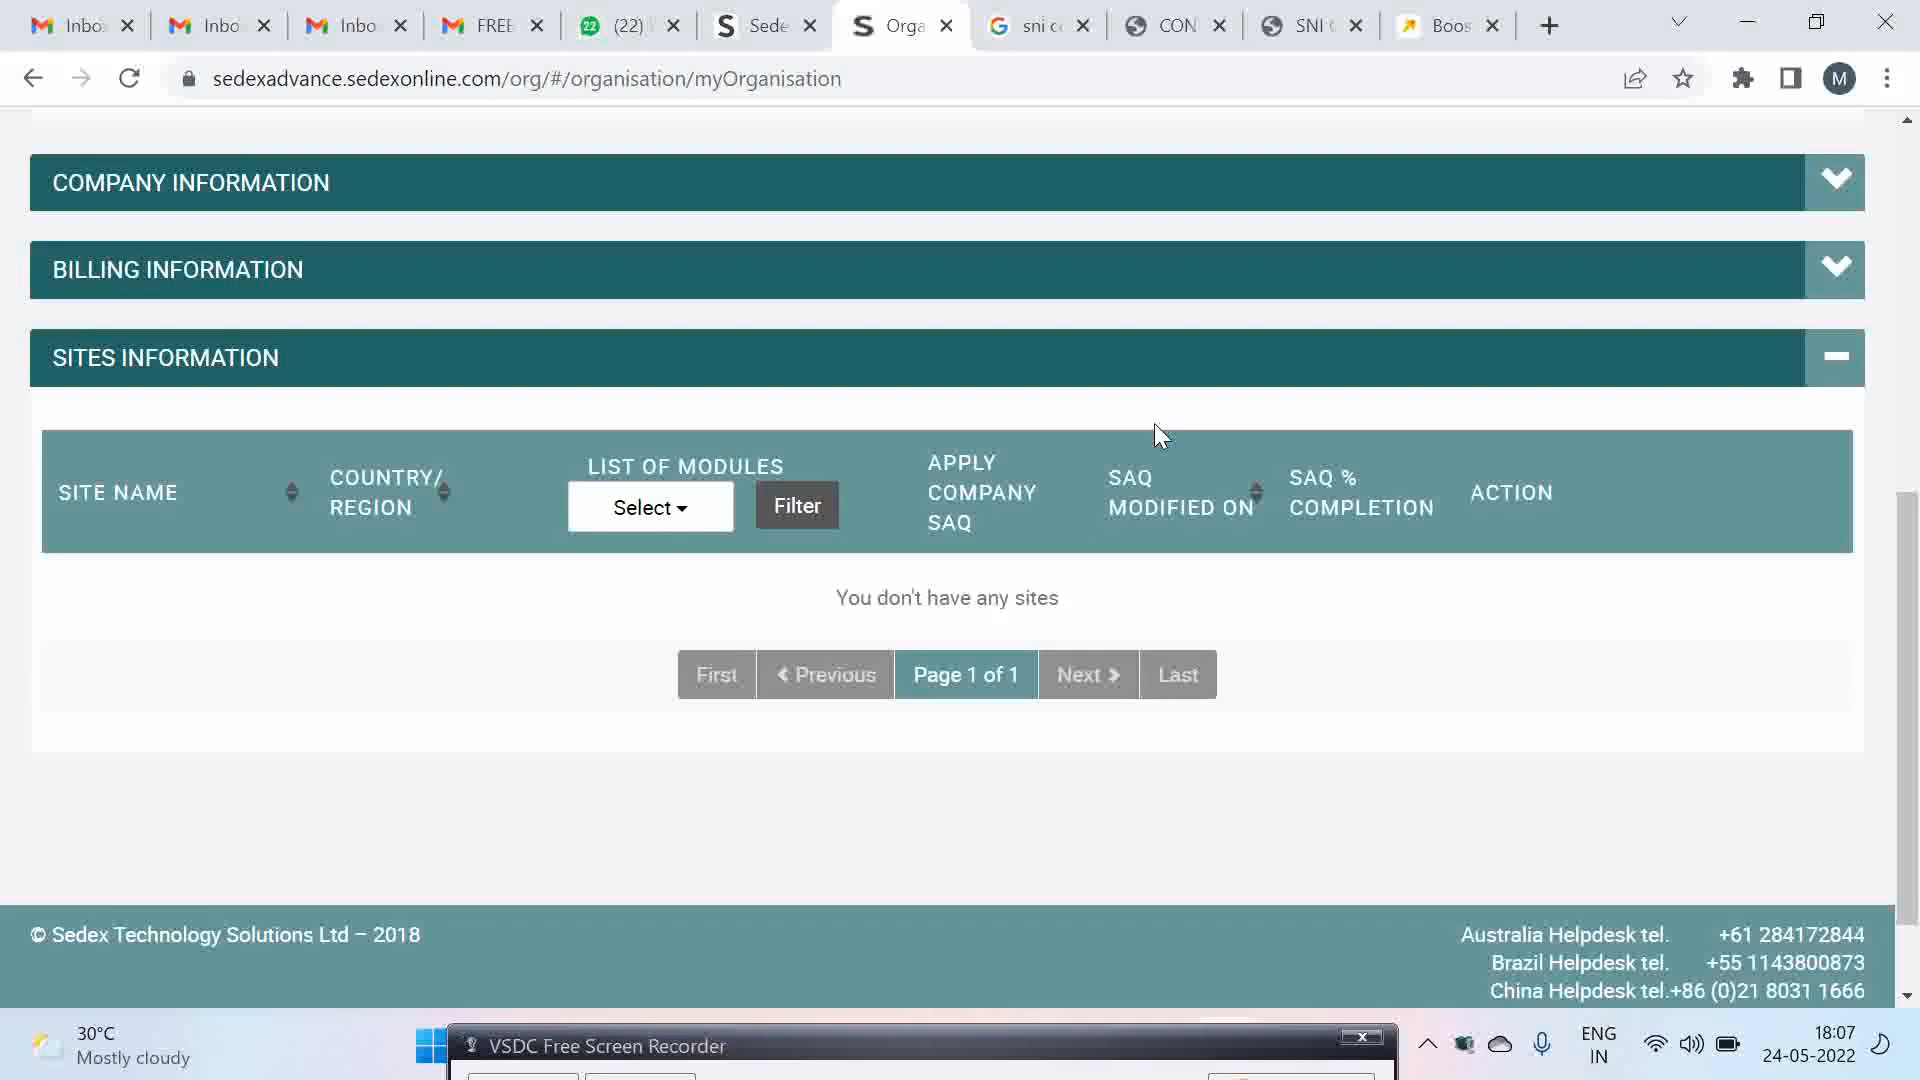 Inbo
Inbo
Inbo
FREE
22
(22)
Sede
Orga
sni c
CON
SNI
Boos
sedexadvance.sedexonline.com/org/#/organisation/myOrganisation
M
COMPANY INFORMATION
BILLING INFORMATION
SITES INFORMATION
SITE NAME
COUNTRY/
REGION
LIST OF MODULES
Select
Filter
APPLY
COMPANY
SAQ
SAQ
MODIFIED ON
SAQ %
COMPLETION
ACTION
You don't have any sites
First
Previous
Page 1 of 1
Next
Last
© Sedex Technology Solutions Ltd – 2018
Australia Helpdesk tel. +61 284172844
Brazil Helpdesk tel. +55 1143800873
China Helpdesk tel.+86 (0)21 8031 1666
30°C
Mostly cloudy
VSDC Free Screen Recorder
ENG
IN
18:07
24-05-2022